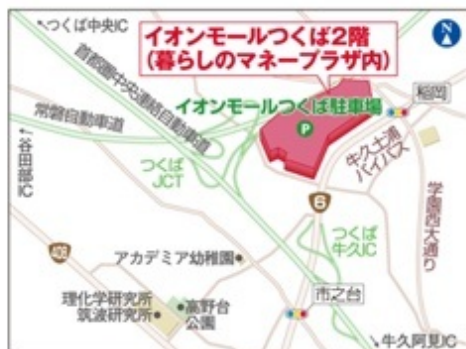 つくば中央IC
イオンモールつくば2階
(暮らしのマネープラザ内)
N
首都圏中央連絡自動車道
稲岡
常磐自動車道
イオンモールつくば駐車場
P
谷田部IC
牛久土浦
バイパス
つくば
JCT
6
学園西大通り
つくば
牛久IC
408
アカデミア幼稚園
市之台
理化学研究所
筑波研究所
高野台
公園
牛久阿見IC